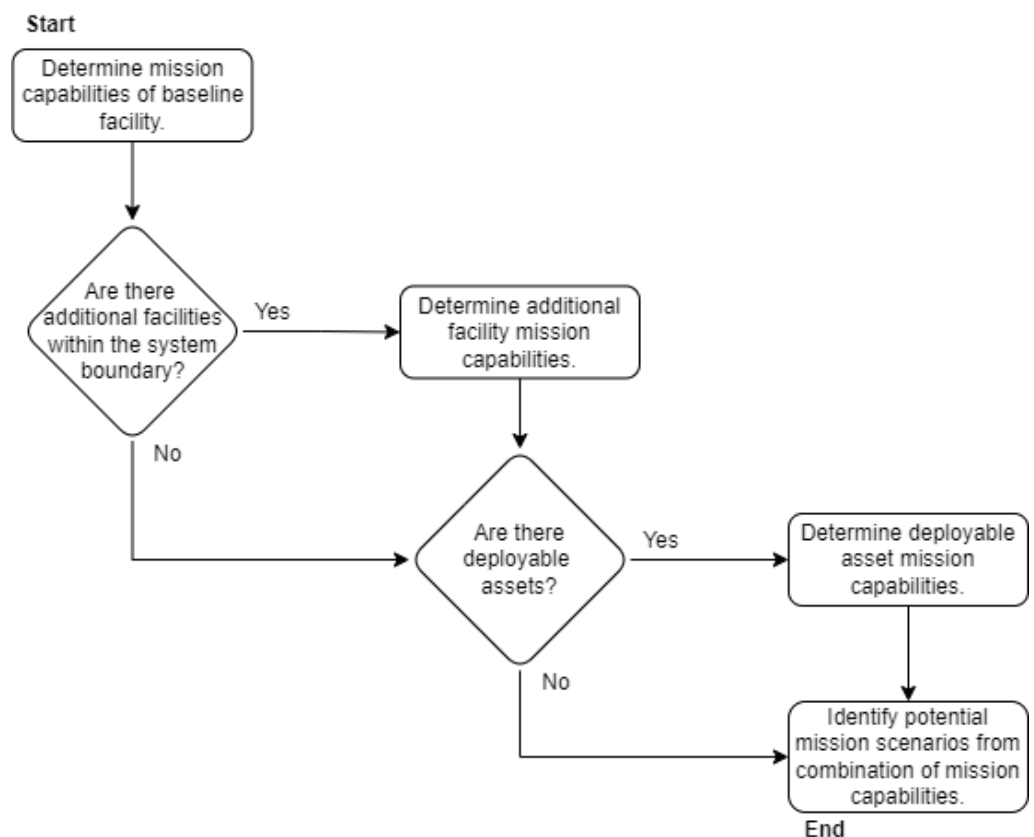 Start
Determine mission
capabilities of baseline
facility.
Are there
additional facilities
within the system
boundary?
Yes
Determine additional
facility mission
capabilities.
No
Are there
deployable
assets?
Yes
Determine deployable
asset mission
capabilities.
No
Identify potential
mission scenarios from
combination of mission
capabilities.
End